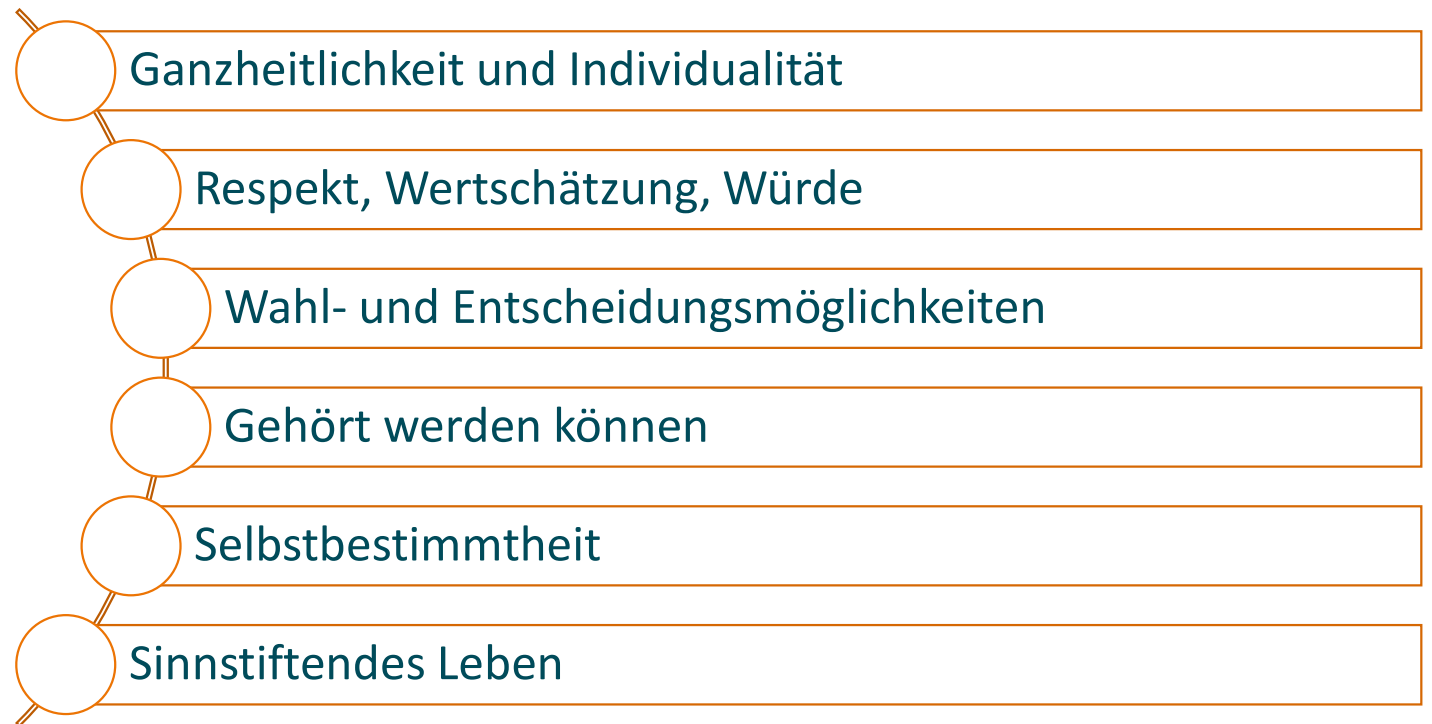 Ganzheitlichkeit und Individualität
Respekt, Wertschätzung, Würde
Wahl- und Entscheidungsmöglichkeiten
Gehört werden können
Selbstbestimmtheit
Sinnstiftendes Leben